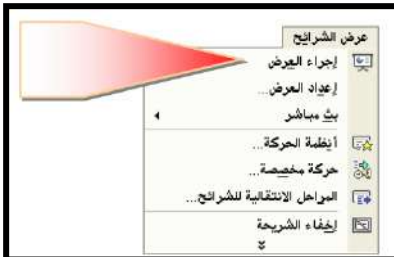 عرض الشرائح
إجراء العرض
إعداد العرض...
بث مباشر
أنظمة الحركة...
حركة مخصصة...
المراحل الانتقالية للشرائح...
إخفاء الشريحة